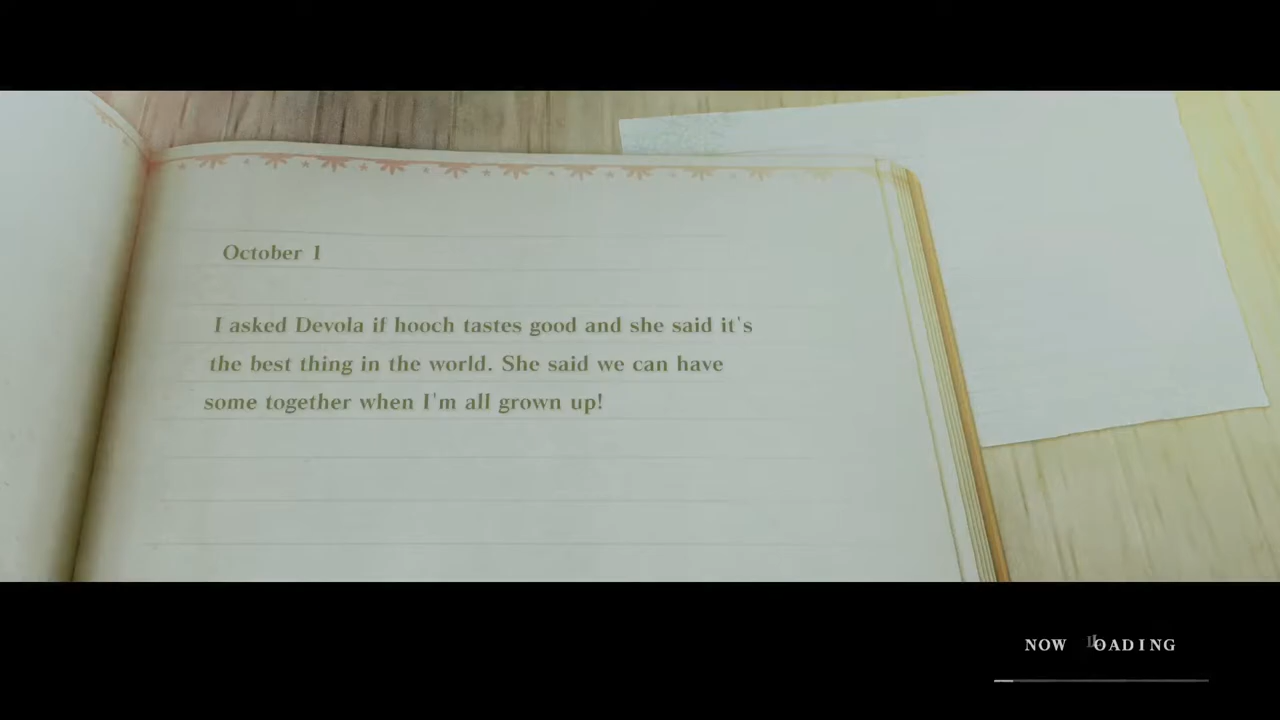 October 1
I asked Devola if hooch tastes good and she said it's
the best thing in the world. She said we can have
some together when I'm all grown up!
NOW LOADING